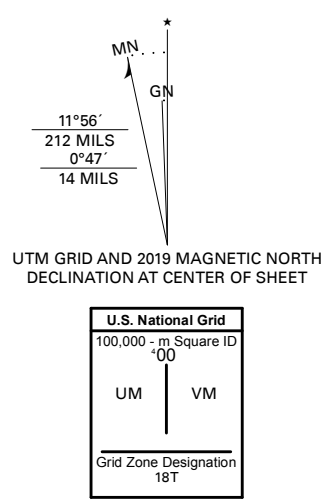 ★
MN
GN
11°56´
212 MILS
0°47´
14 MILS
UTM GRID AND 2019 MAGNETIC NORTH
DECLINATION AT CENTER OF SHEET
U.S. National Grid
100,000 - m Square ID
⁴00
UM VM
Grid Zone Designation
18T